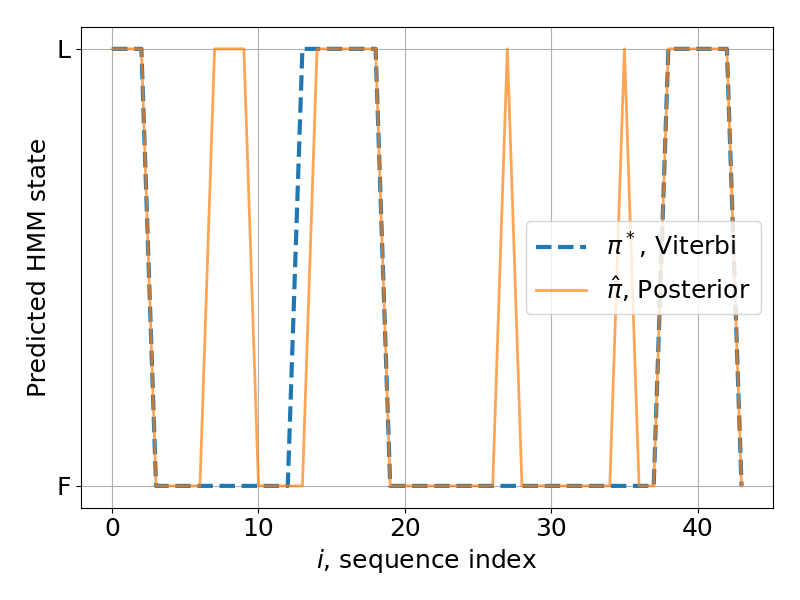 L
F
Predicted HMM state
π*, Viterbi
π̂, Posterior
0 10 20 30 40
i, sequence index